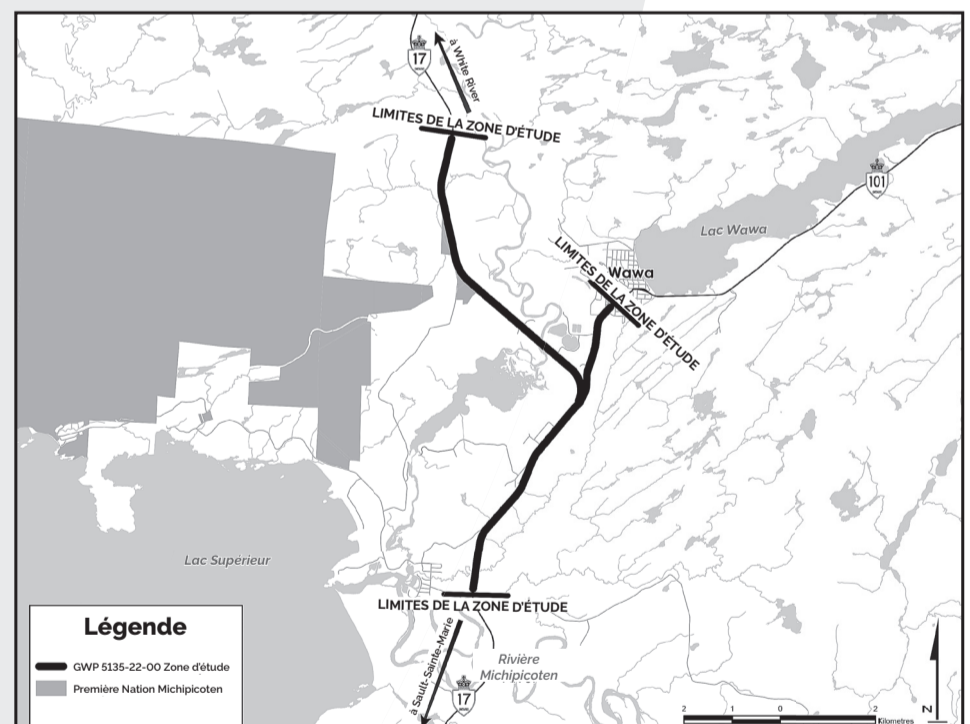 17
à White River
LIMITES DE LA ZONE D'ÉTUDE
101
Lac Wawa
LIMITES DE LA ZONE D'ÉTUDE
Wawa
Lac Supérieur
LIMITES DE LA ZONE D'ÉTUDE
à Sault-Sainte-Marie
17
Rivière
Michipicoten
Légende
GWP 5135-22-00 Zone d'étude
Première Nation Michipicoten
2 1 0 2
Kilometres
N